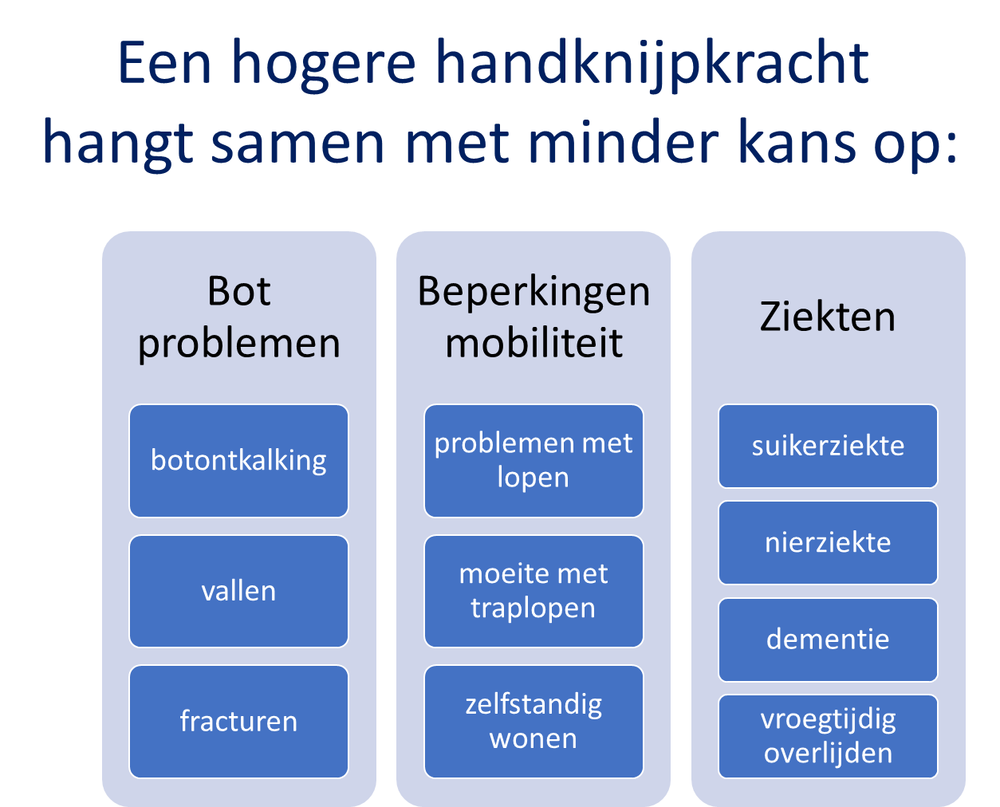 Een hogere handknijpkracht
hangt samen met minder kans op:
Bot
problemen
botontkalking
vallen
fracturen
Beperkingen
mobiliteit
problemen met
lopen
moeite met
traplopen
zelfstandig
wonen
Ziekten
suikerziekte
nierziekte
dementie
vroegtijdig
overlijden